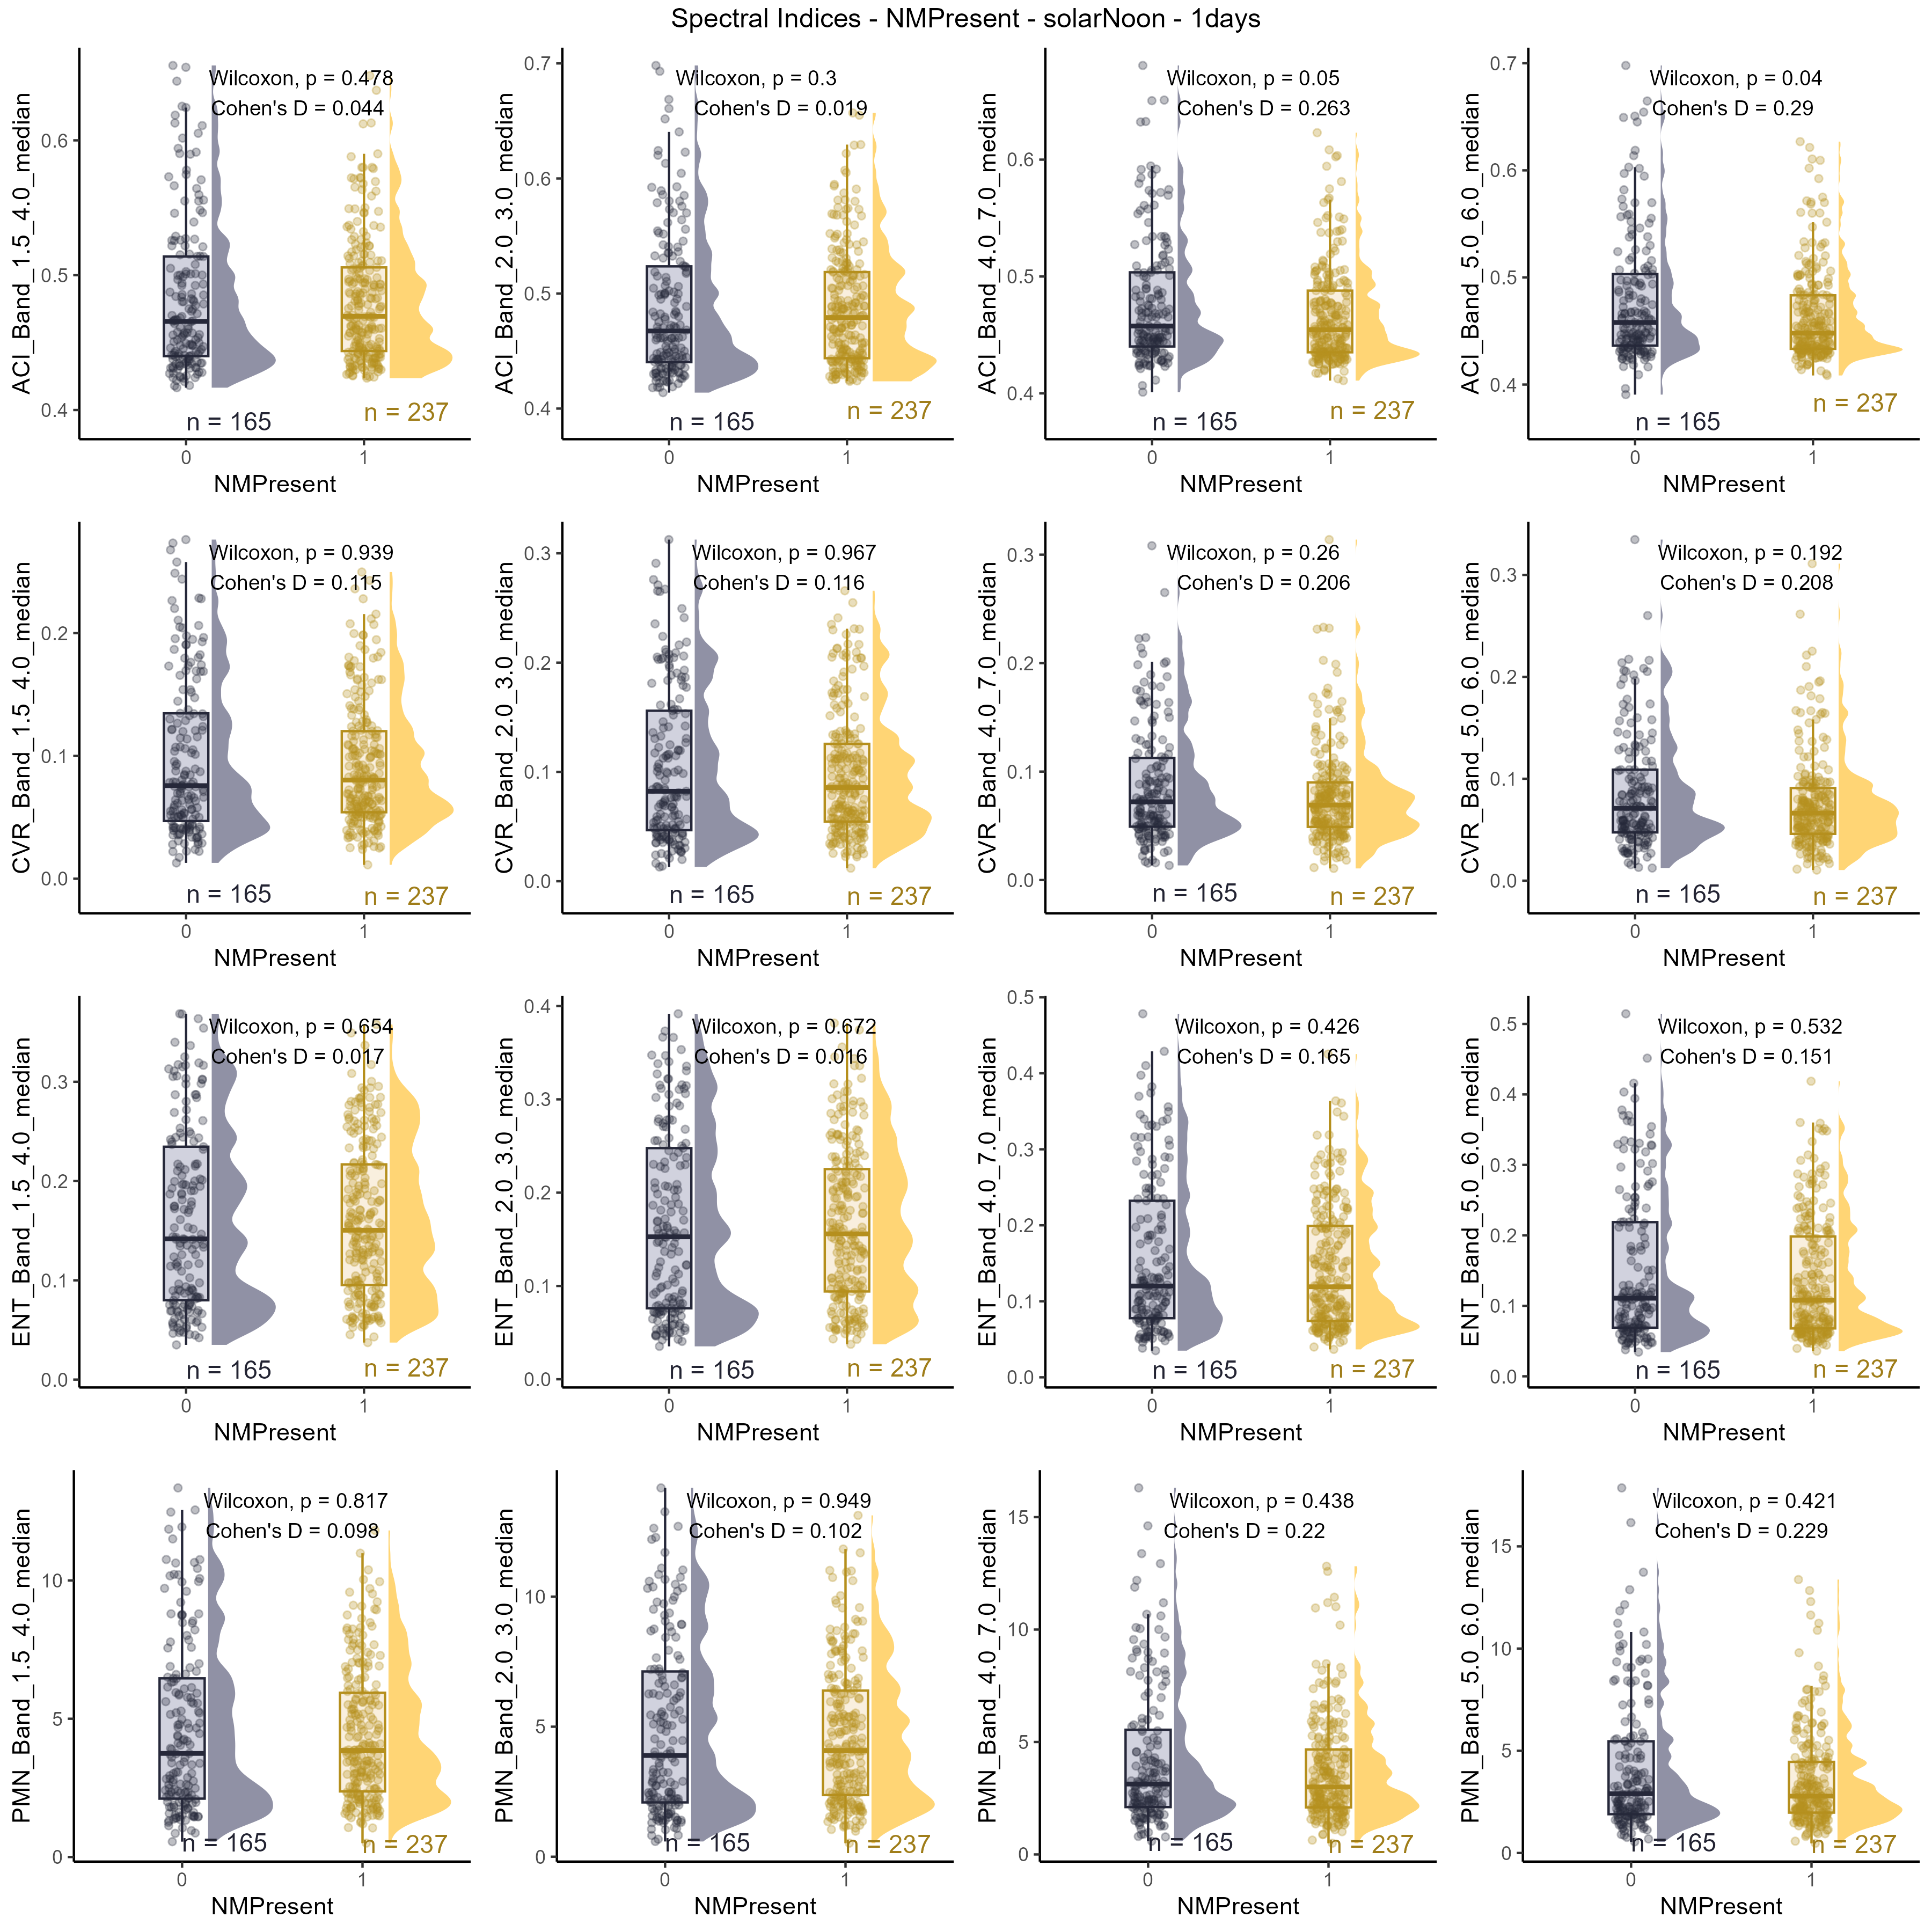 Spectral Indices - NMPresent - solarNoon - 1days
ACI_Band_1.5_4.0_median
0.6
0.5
0.4
Wilcoxon, p = 0.478
Cohen's D = 0.044
n = 165
n = 237
0
1
NMPresent
ACI_Band_2.0_3.0_median
0.7
0.6
0.5
0.4
Wilcoxon, p = 0.3
Cohen's D = 0.019
n = 165
n = 237
0
1
NMPresent
ACI_Band_4.0_7.0_median
0.6
0.5
0.4
Wilcoxon, p = 0.05
Cohen's D = 0.263
n = 165
n = 237
0
1
NMPresent
ACI_Band_5.0_6.0_median
0.7
0.6
0.5
0.4
Wilcoxon, p = 0.04
Cohen's D = 0.29
n = 165
n = 237
0
1
NMPresent
CVR_Band_1.5_4.0_median
0.2
0.1
0.0
Wilcoxon, p = 0.939
Cohen's D = 0.115
n = 165
n = 237
0
1
NMPresent
CVR_Band_2.0_3.0_median
0.3
0.2
0.1
0.0
Wilcoxon, p = 0.967
Cohen's D = 0.116
n = 165
n = 237
0
1
NMPresent
CVR_Band_4.0_7.0_median
0.3
0.2
0.1
0.0
Wilcoxon, p = 0.26
Cohen's D = 0.206
n = 165
n = 237
0
1
NMPresent
CVR_Band_5.0_6.0_median
0.3
0.2
0.1
0.0
Wilcoxon, p = 0.192
Cohen's D = 0.208
n = 165
n = 237
0
1
NMPresent
ENT_Band_1.5_4.0_median
0.3
0.2
0.1
0.0
Wilcoxon, p = 0.654
Cohen's D = 0.017
n = 165
n = 237
0
1
NMPresent
ENT_Band_2.0_3.0_median
0.4
0.3
0.2
0.1
0.0
Wilcoxon, p = 0.672
Cohen's D = 0.016
n = 165
n = 237
0
1
NMPresent
ENT_Band_4.0_7.0_median
0.5
0.4
0.3
0.2
0.1
0.0
Wilcoxon, p = 0.426
Cohen's D = 0.165
n = 165
n = 237
0
1
NMPresent
ENT_Band_5.0_6.0_median
0.5
0.4
0.3
0.2
0.1
0.0
Wilcoxon, p = 0.532
Cohen's D = 0.151
n = 165
n = 237
0
1
NMPresent
PMN_Band_1.5_4.0_median
10
5
0
Wilcoxon, p = 0.817
Cohen's D = 0.098
n = 165
n = 237
0
1
NMPresent
PMN_Band_2.0_3.0_median
10
5
0
Wilcoxon, p = 0.949
Cohen's D = 0.102
n = 165
n = 237
0
1
NMPresent
PMN_Band_4.0_7.0_median
15
10
5
0
Wilcoxon, p = 0.438
Cohen's D = 0.22
n = 165
n = 237
0
1
NMPresent
PMN_Band_5.0_6.0_median
15
10
5
0
Wilcoxon, p = 0.421
Cohen's D = 0.229
n = 165
n = 237
0
1
NMPresent